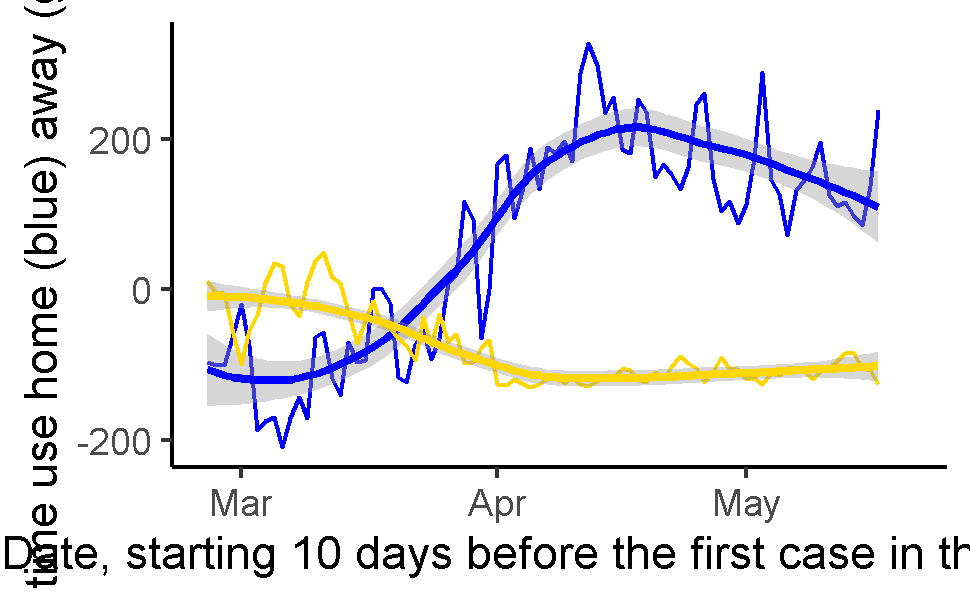 time use home (blue) away (
200
0
-200
Mar Apr May
Date, starting 10 days before the first case in th